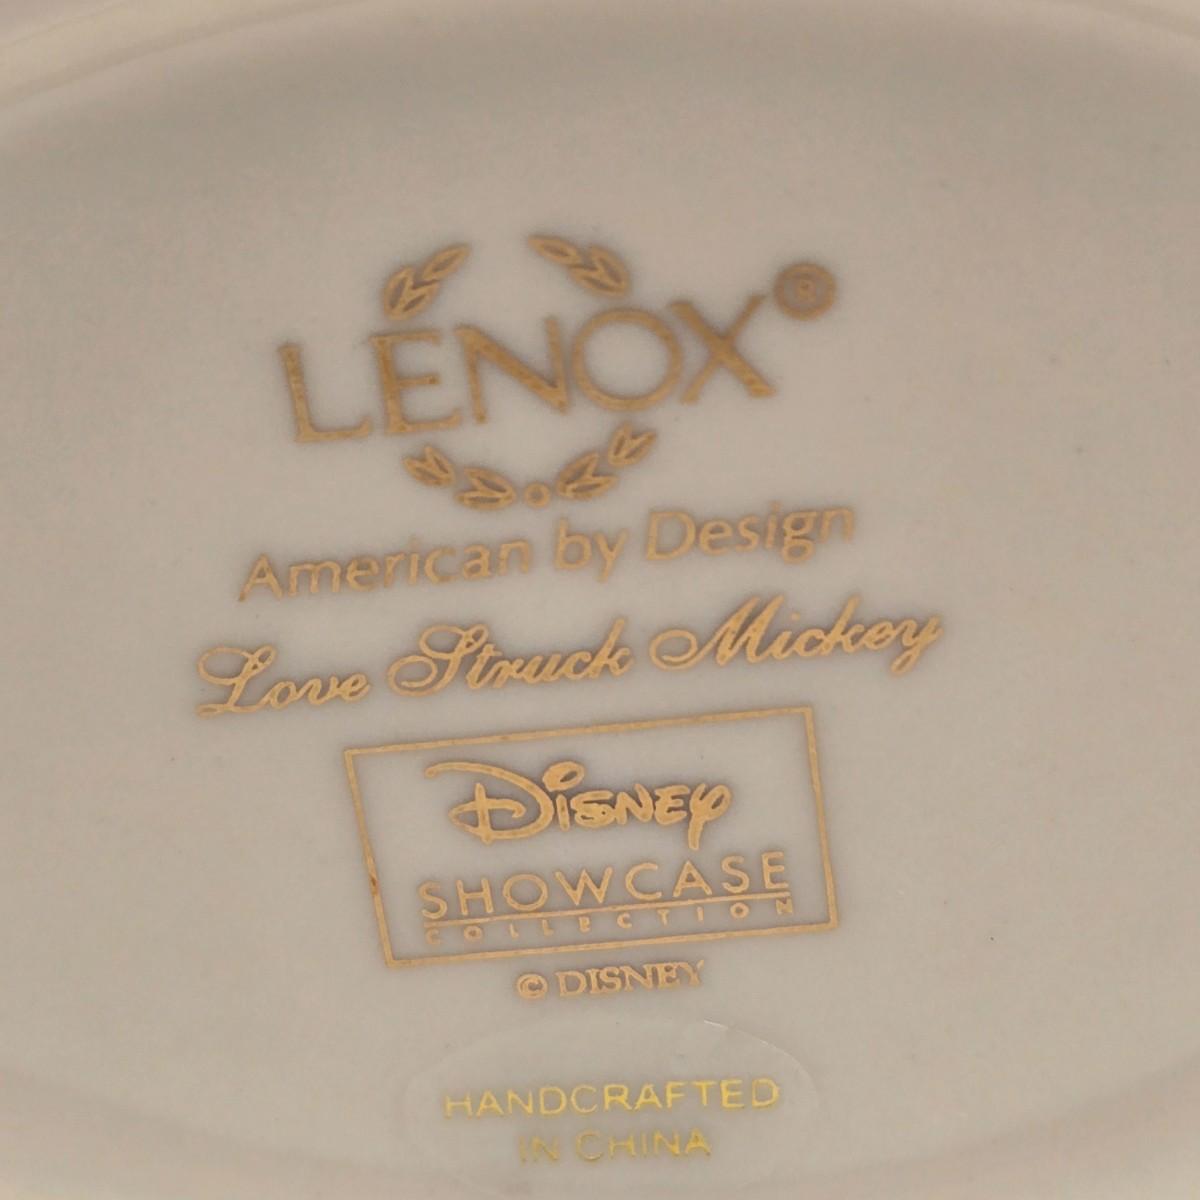 LENOX®
American by Design
Love Struck Mickey
Disney
SHOWCASE
COLLECTION
© DISNEY
HANDCRAFTED
IN CHINA